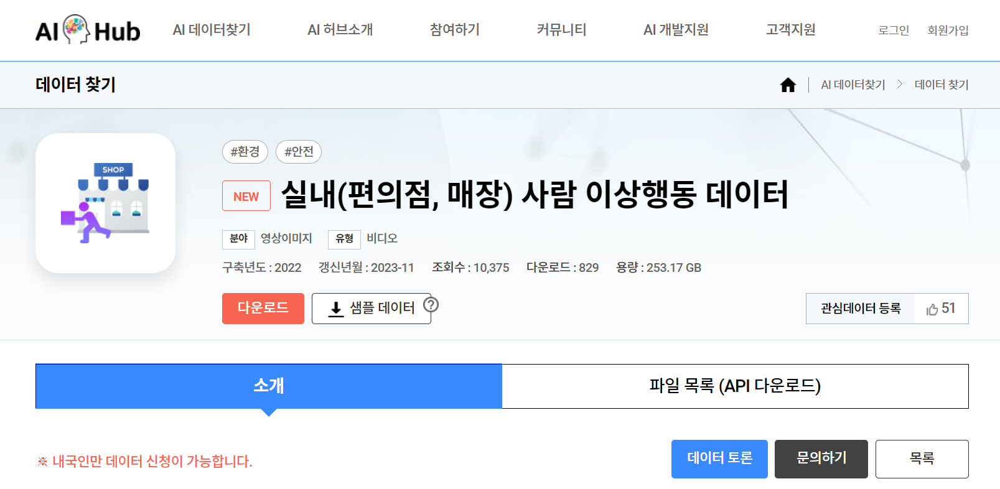 AI Hub
AI 데이터찾기 AI 허브소개 참여하기 커뮤니티 AI 개발지원 고객지원 로그인 회원가입
데이터 찾기
AI 데이터찾기 > 데이터 찾기
SHOP
#환경 #안전
NEW 실내(편의점, 매장) 사람 이상행동 데이터
분야 영상이미지 유형 비디오
구축년도 : 2022 갱신년월 : 2023-11 조회수 : 10,375 다운로드 : 829 용량 : 253.17 GB
다운로드 샘플 데이터 ? 관심데이터 등록 51
소개 파일 목록 (API 다운로드)
※ 내국인만 데이터 신청이 가능합니다.
데이터 토론 문의하기 목록